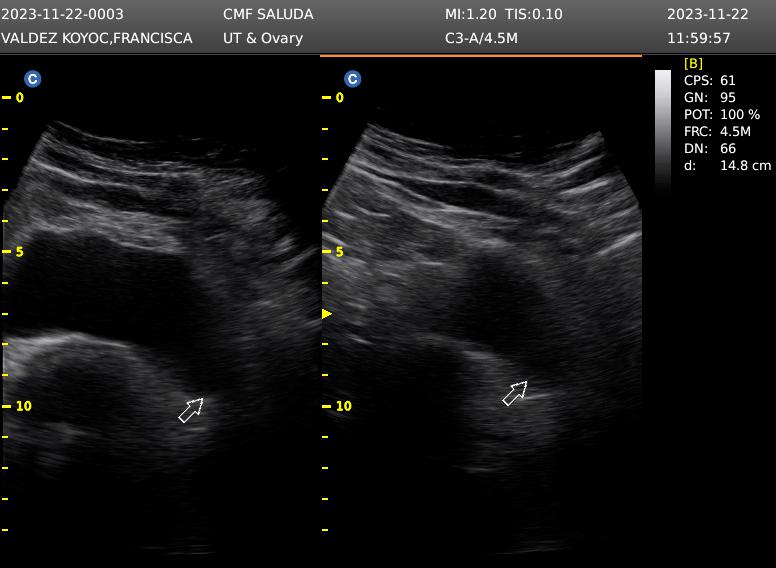 2023-11-22-0003 CMF SALUDA MI:1.20 TIS:0.10 2023-11-22
VALDEZ KOYOC,FRANCISCA UT & Ovary C3-A/4.5M 11:59:57
[B]
C C
0 0
CPS: 61
GN: 95
POT: 100 %
FRC: 4.5M
DN: 66
d: 14.8 cm
5 5
10 10